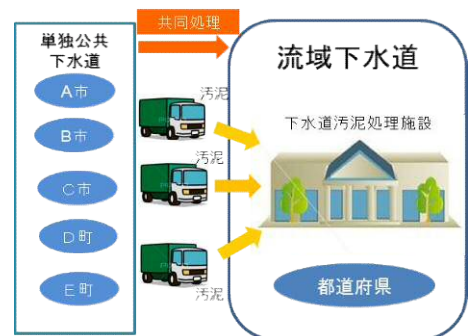 共同処理
単独公共
下水道
A市
B市
C市
D町
E町
汚泥
汚泥
汚泥
流域下水道
下水道汚泥処理施設
都道府県